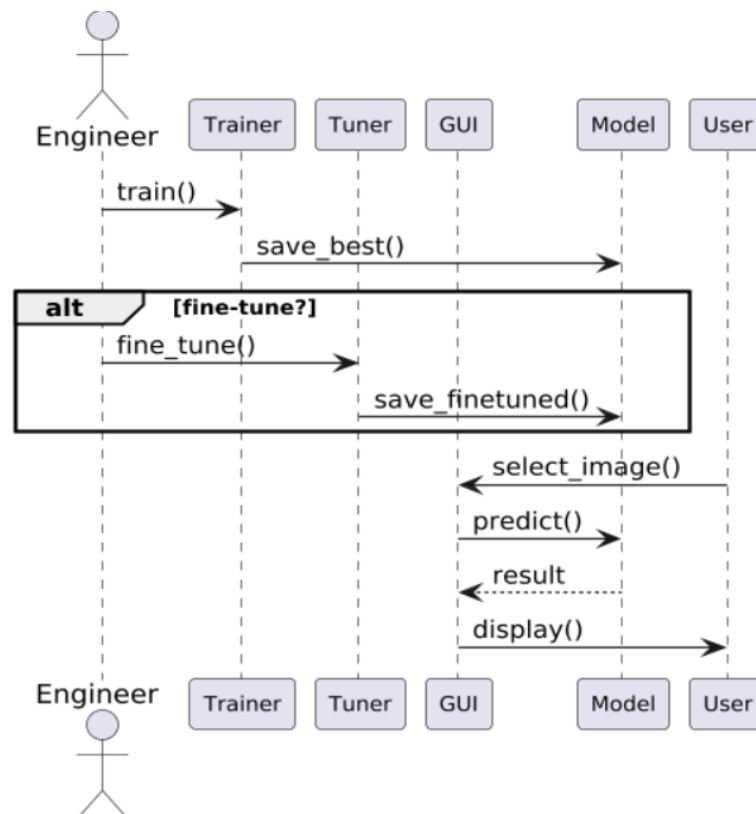 Engineer Trainer Tuner GUI Model User
train()
save_best()
alt [fine-tune?]
fine_tune()
save_finetuned()
select_image()
predict()
result
display()
Engineer Trainer Tuner GUI Model User